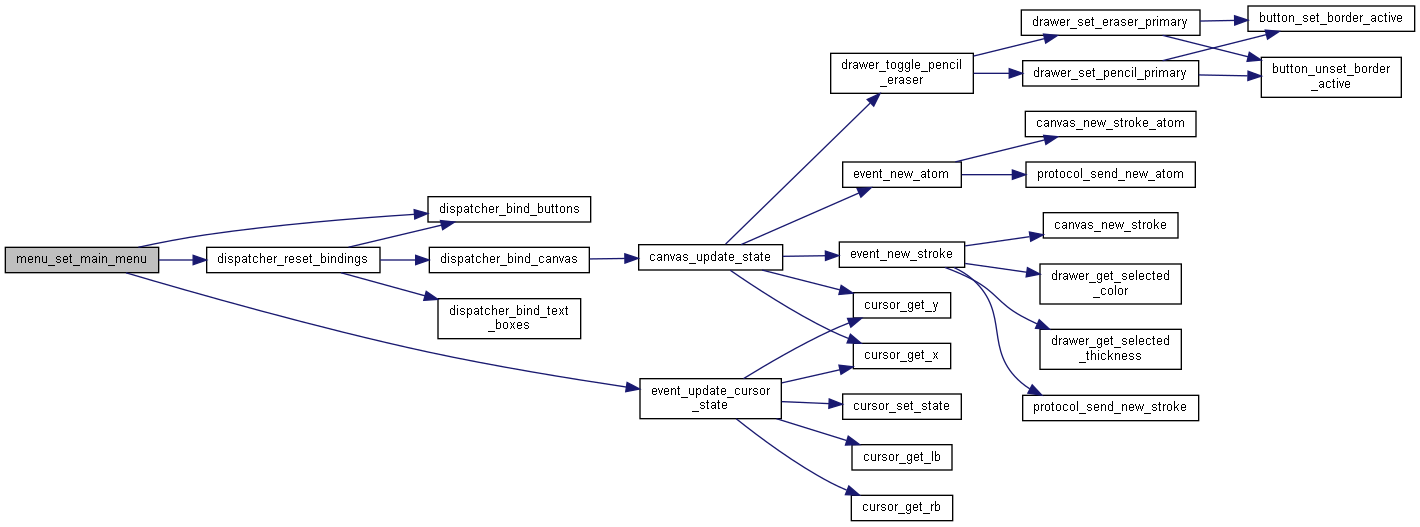 menu_set_main_menu
dispatcher_bind_buttons
dispatcher_reset_bindings
dispatcher_bind_canvas
dispatcher_bind_text
_boxes
event_update_cursor
_state
canvas_update_state
drawer_toggle_pencil
_eraser
event_new_atom
event_new_stroke
cursor_get_y
cursor_get_x
cursor_set_state
cursor_get_lb
cursor_get_rb
drawer_set_eraser_primary
drawer_set_pencil_primary
canvas_new_stroke_atom
protocol_send_new_atom
canvas_new_stroke
drawer_get_selected
_color
drawer_get_selected
_thickness
protocol_send_new_stroke
button_set_border_active
button_unset_border
_active